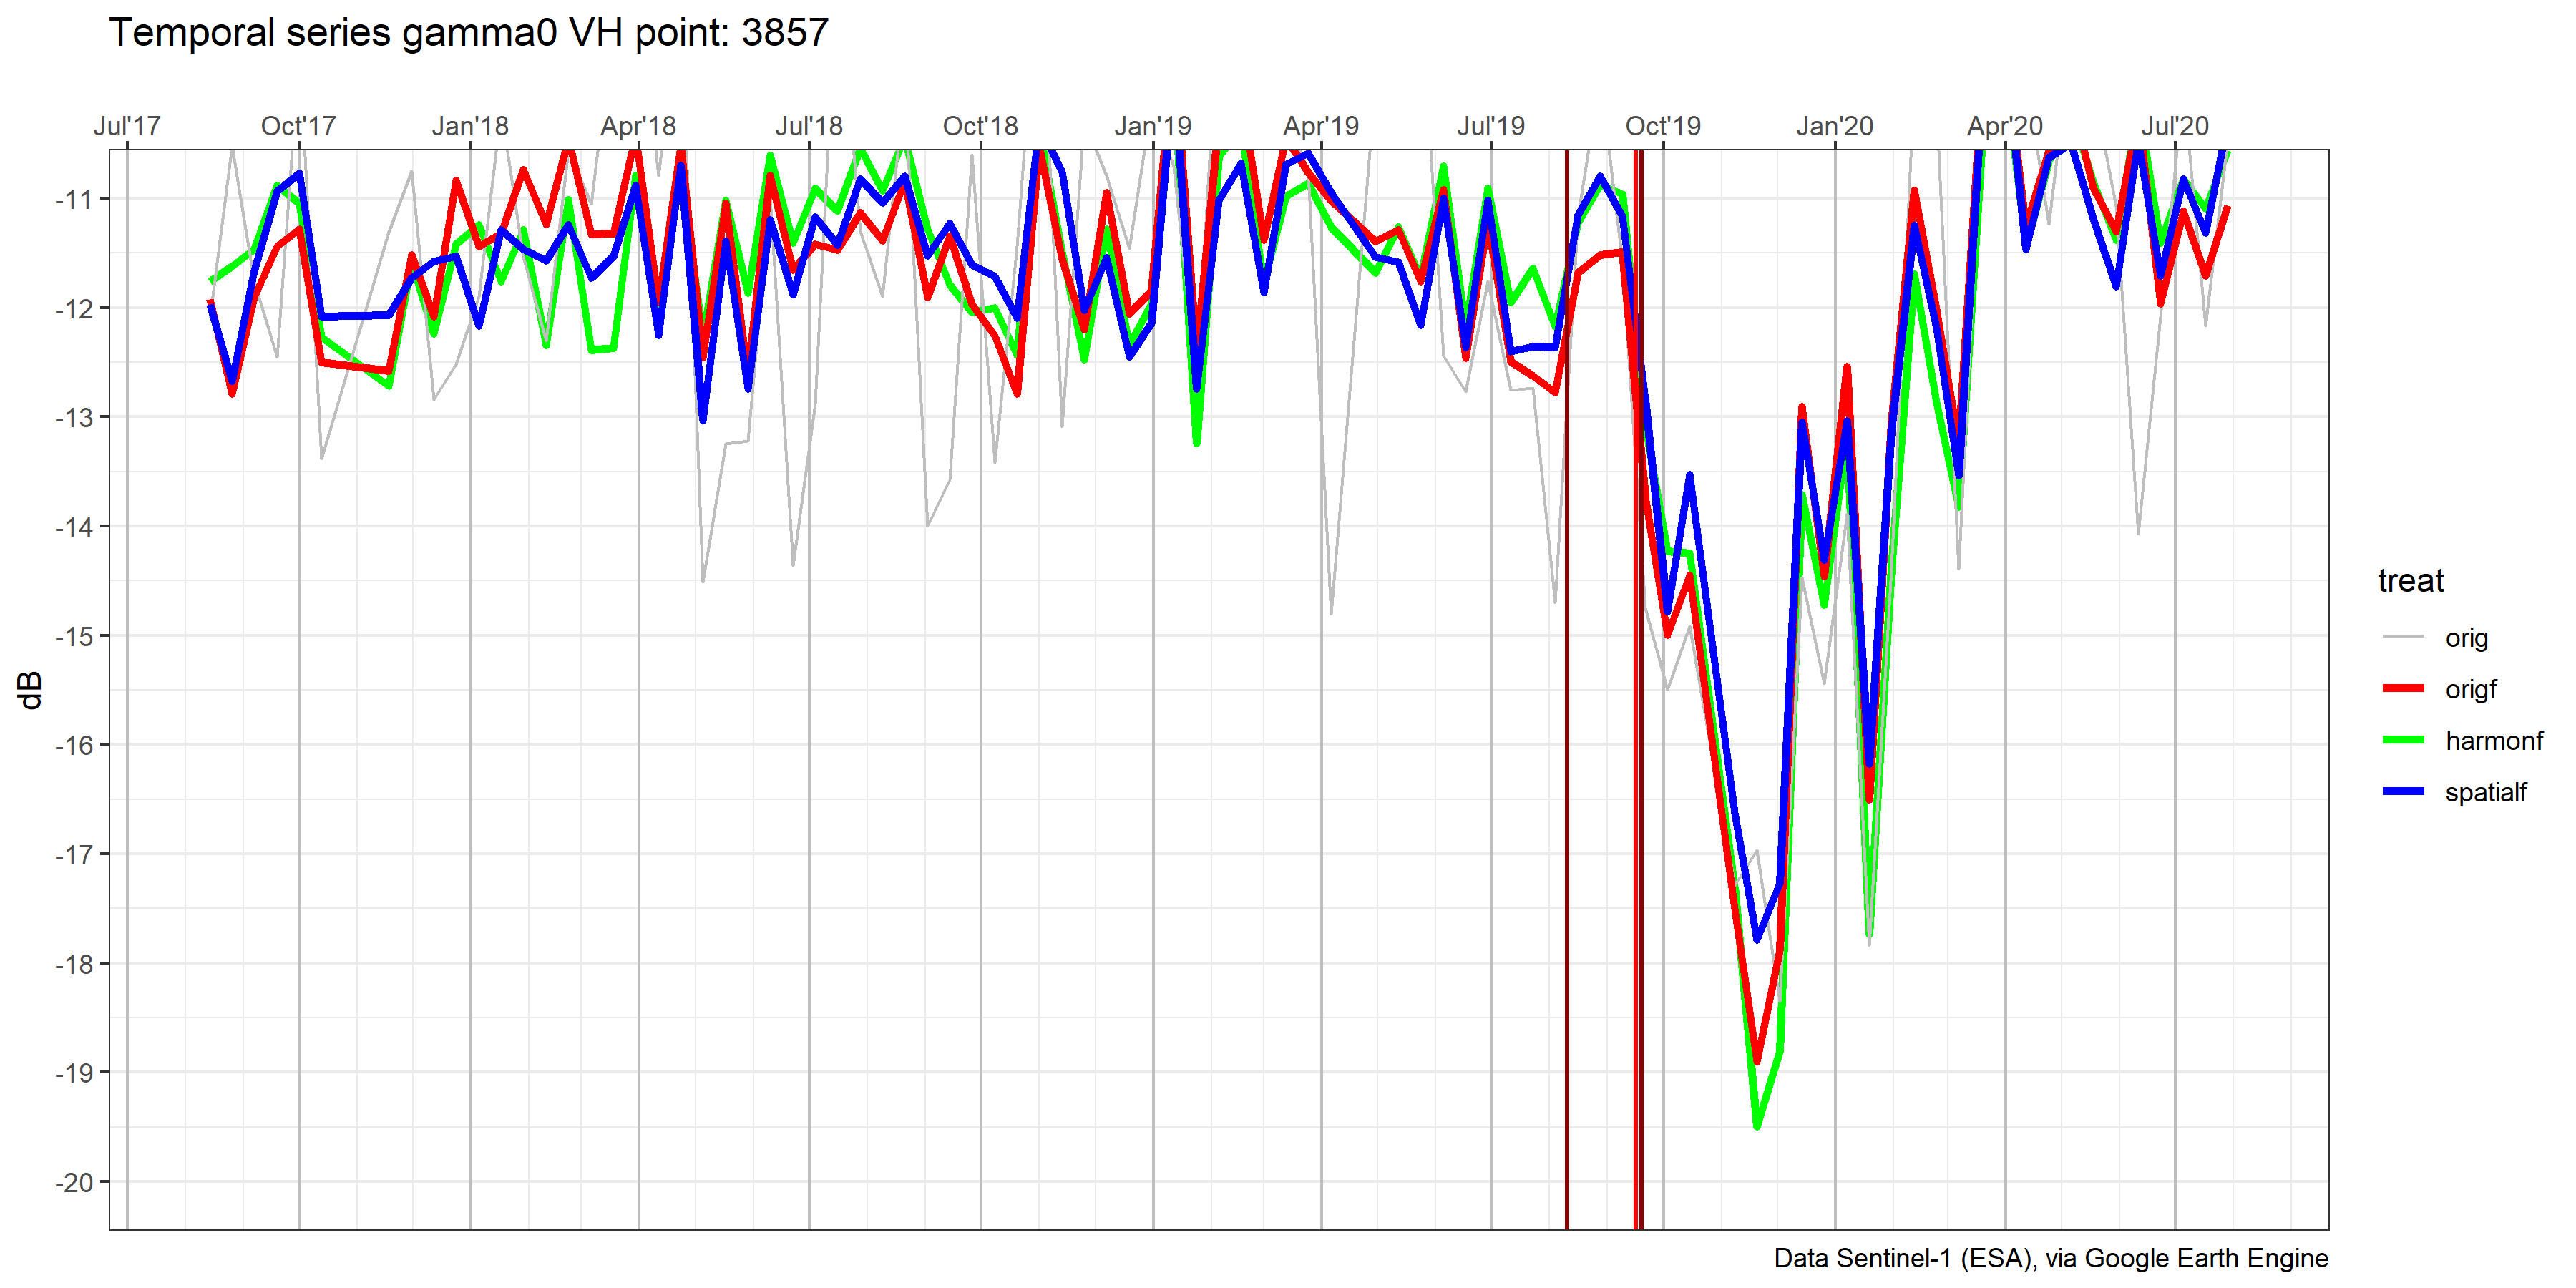 Temporal series gamma0 VH point: 3857
Jul'17 Oct'17 Jan'18 Apr'18 Jul'18 Oct'18 Jan'19 Apr'19 Jul'19 Oct'19 Jan'20 Apr'20 Jul'20
-11
-12
-13
-14
-15
-16
-17
-18
-19
-20
dB
treat
orig
origf
harmonf
spatialf
Data Sentinel-1 (ESA), via Google Earth Engine